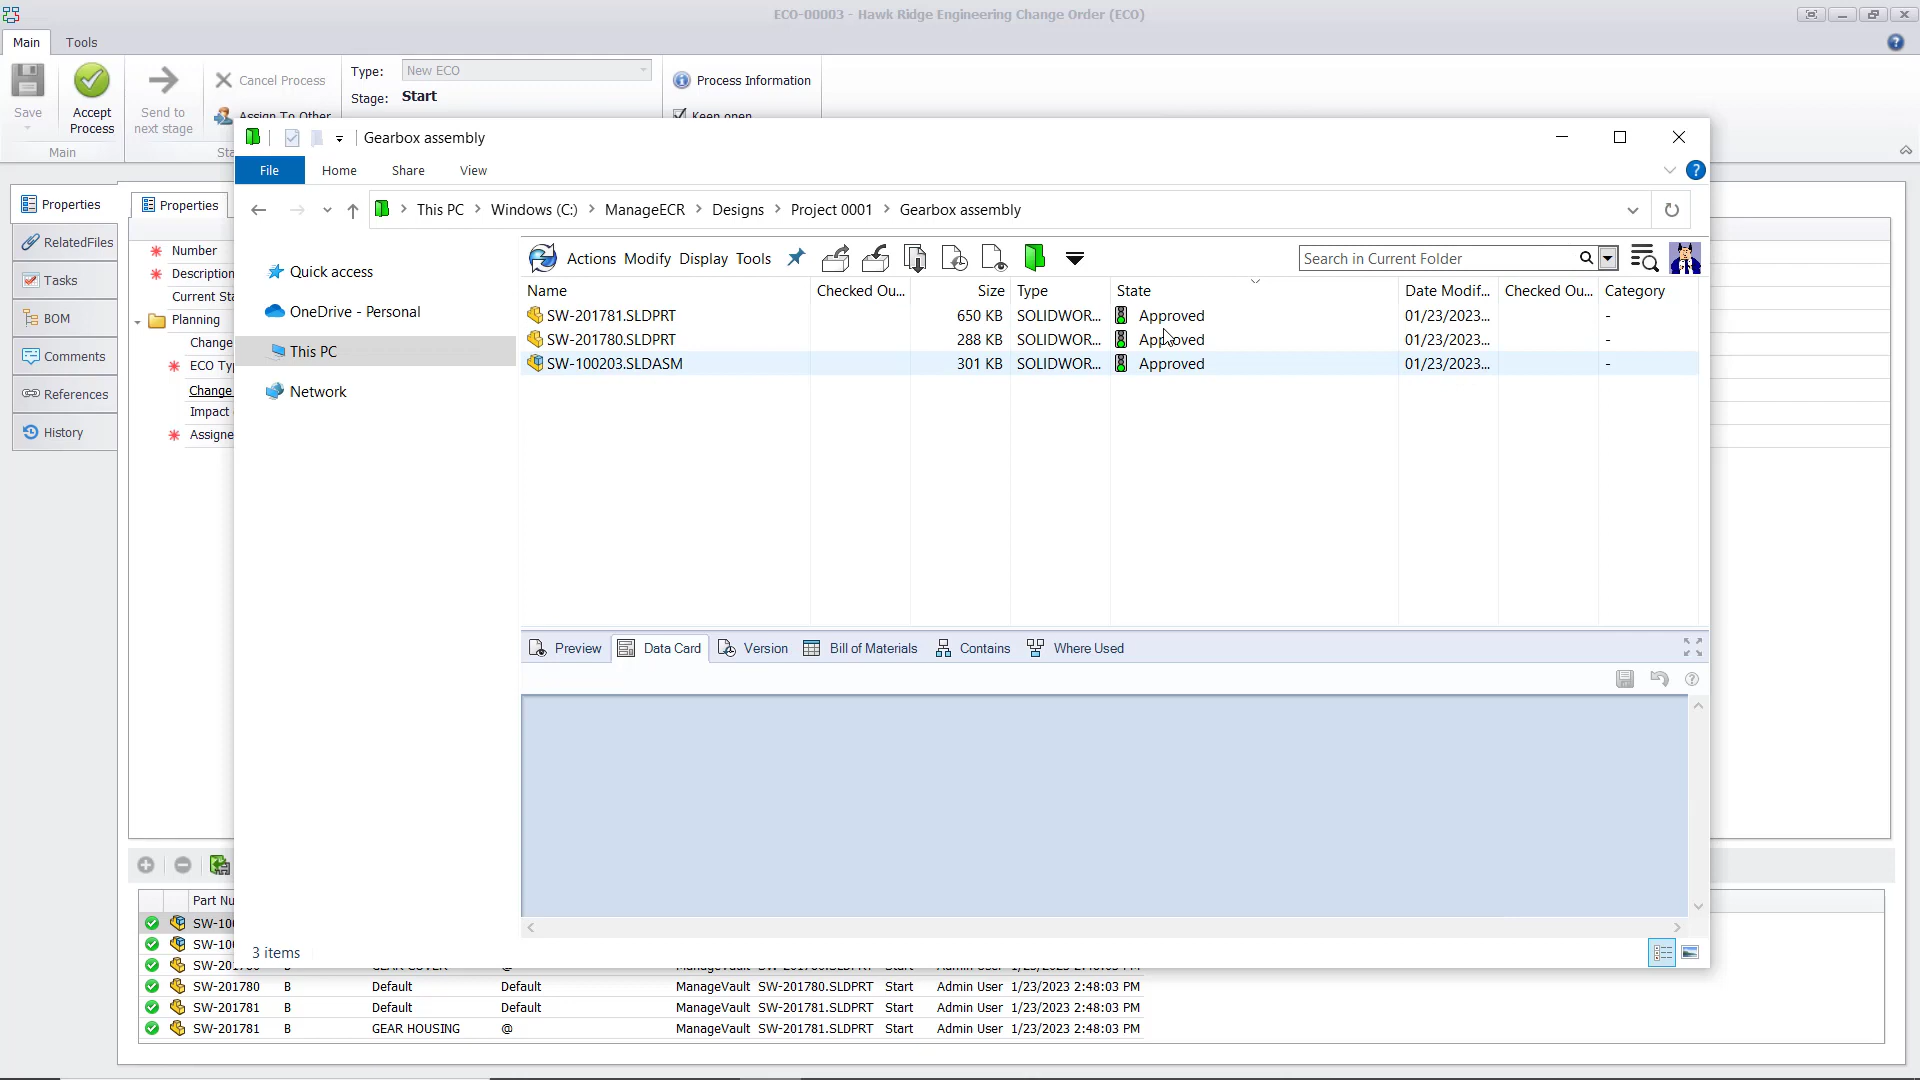 ECO-00003 - Hawk Ridge Engineering Change Order (ECO)
Main Tools
Save
Accept Process
Send to next stage
Cancel Process
Assign To Other
Type: New ECO
Stage: Start
Process Information
Keep open
Main
Gearbox assembly
File Home Share View
This PC Windows (C:) ManageECR Designs Project 0001 Gearbox assembly
Properties
RelatedFiles
Tasks
BOM
Comments
References
History
Properties
Number
Description
Planning
Change
Change
Impact
Quick access
OneDrive - Personal
This PC
Network
Actions Modify Display Tools
Search in Current Folder
Name Checked Ou... Size Type State Date Modif... Checked Ou... Category
SW-201781.SLDPRT 650 KB SOLIDWOR... Approved 01/23/2023... -
SW-201780.SLDPRT 288 KB SOLIDWOR... Approved 01/23/2023... -
SW-100203.SLDASM 301 KB SOLIDWOR... Approved 01/23/2023... -
Preview Data Card Version Bill of Materials Contains Where Used
3 items
Part Nu
SW-10
SW-10
SW-201780 B Default Default ManageVault SW-201780.SLDPRT Start Admin User 1/23/2023 2:48:03 PM
SW-201781 B Default Default ManageVault SW-201781.SLDPRT Start Admin User 1/23/2023 2:48:03 PM
SW-201781 B GEAR HOUSING @ ManageVault SW-201781.SLDPRT Start Admin User 1/23/2023 2:48:03 PM